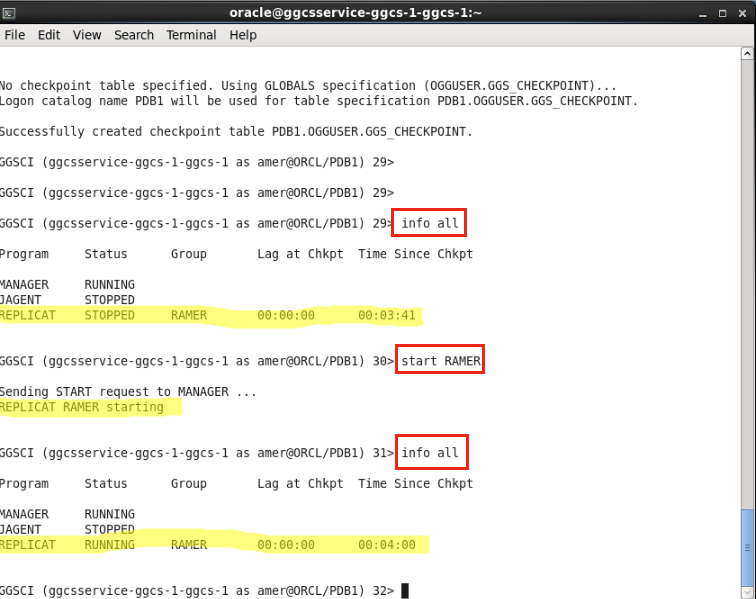 oracle@ggcsservice-ggcs-1-ggcs-1:~
File Edit View Search Terminal Help
No checkpoint table specified. Using GLOBALS specification (OGGUSER.GGS_CHECKPOINT)...
Logon catalog name PDB1 will be used for table specification PDB1.OGGUSER.GGS_CHECKPOINT.
Successfully created checkpoint table PDB1.OGGUSER.GGS_CHECKPOINT.
GGSCI (ggcsservice-ggcs-1-ggcs-1 as amer@ORCL/PDB1) 29>
GGSCI (ggcsservice-ggcs-1-ggcs-1 as amer@ORCL/PDB1) 29>
GGSCI (ggcsservice-ggcs-1-ggcs-1 as amer@ORCL/PDB1) 29> info all
Program Status Group Lag at Chkpt Time Since Chkpt
MANAGER RUNNING
JAGENT STOPPED
REPLICAT STOPPED RAMER 00:00:00 00:03:41
GGSCI (ggcsservice-ggcs-1-ggcs-1 as amer@ORCL/PDB1) 30> start RAMER
Sending START request to MANAGER ...
REPLICAT RAMER starting
GGSCI (ggcsservice-ggcs-1-ggcs-1 as amer@ORCL/PDB1) 31> info all
Program Status Group Lag at Chkpt Time Since Chkpt
MANAGER RUNNING
JAGENT STOPPED
REPLICAT RUNNING RAMER 00:00:00 00:04:00
GGSCI (ggcsservice-ggcs-1-ggcs-1 as amer@ORCL/PDB1) 32>